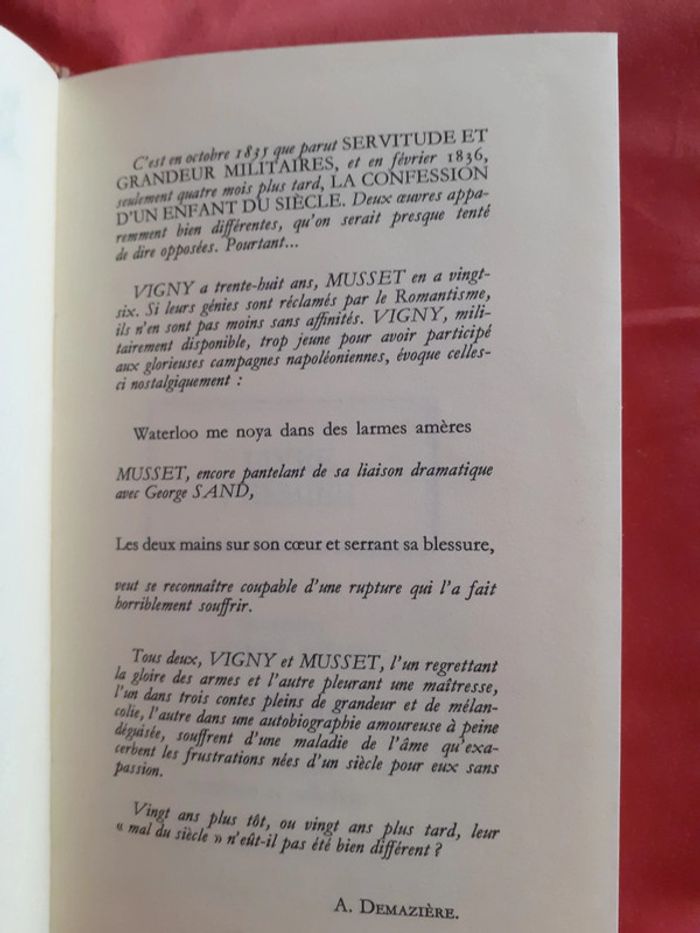 C'est en octobre 1835 que parut SERVITUDE ET
GRANDEUR MILITAIRES, et en février 1836,
seulement quatre mois plus tard, LA CONFESSION
D'UN ENFANT DU SIÈCLE. Deux œuvres appa-
remment bien différentes, qu'on serait presque tenté
de dire opposées. Pourtant...
VIGNY a trente-huit ans, MUSSET en a vingt-
six. Si leurs génies sont réclamés par le Romantisme,
ils n'en sont pas moins sans affinités. VIGNY, mili-
tairement disponible, trop jeune pour avoir participé
aux glorieuses campagnes napoléoniennes, évoque celles-
ci nostalgiquement :
Waterloo me noya dans des larmes amères
MUSSET, encore pantelant de sa liaison dramatique
avec George SAND,
Les deux mains sur son cœur et serrant sa blessure,
veut se reconnaître coupable d'une rupture qui l'a fait
horriblement souffrir.
Tous deux, VIGNY et MUSSET, l'un regrettant
la gloire des armes et l'autre pleurant une maîtresse,
l'un dans trois contes pleins de grandeur et de mélan-
colie, l'autre dans une autobiographie amoureuse à peine
déguisée, souffrent d'une maladie de l'âme qu'exa-
cerbent les frustrations nées d'un siècle pour eux sans
passion.
Vingt ans plus tôt, ou vingt ans plus tard, leur
« mal du siècle » n'eût-il pas été bien différent ?
A. DEMAZIÈRE.